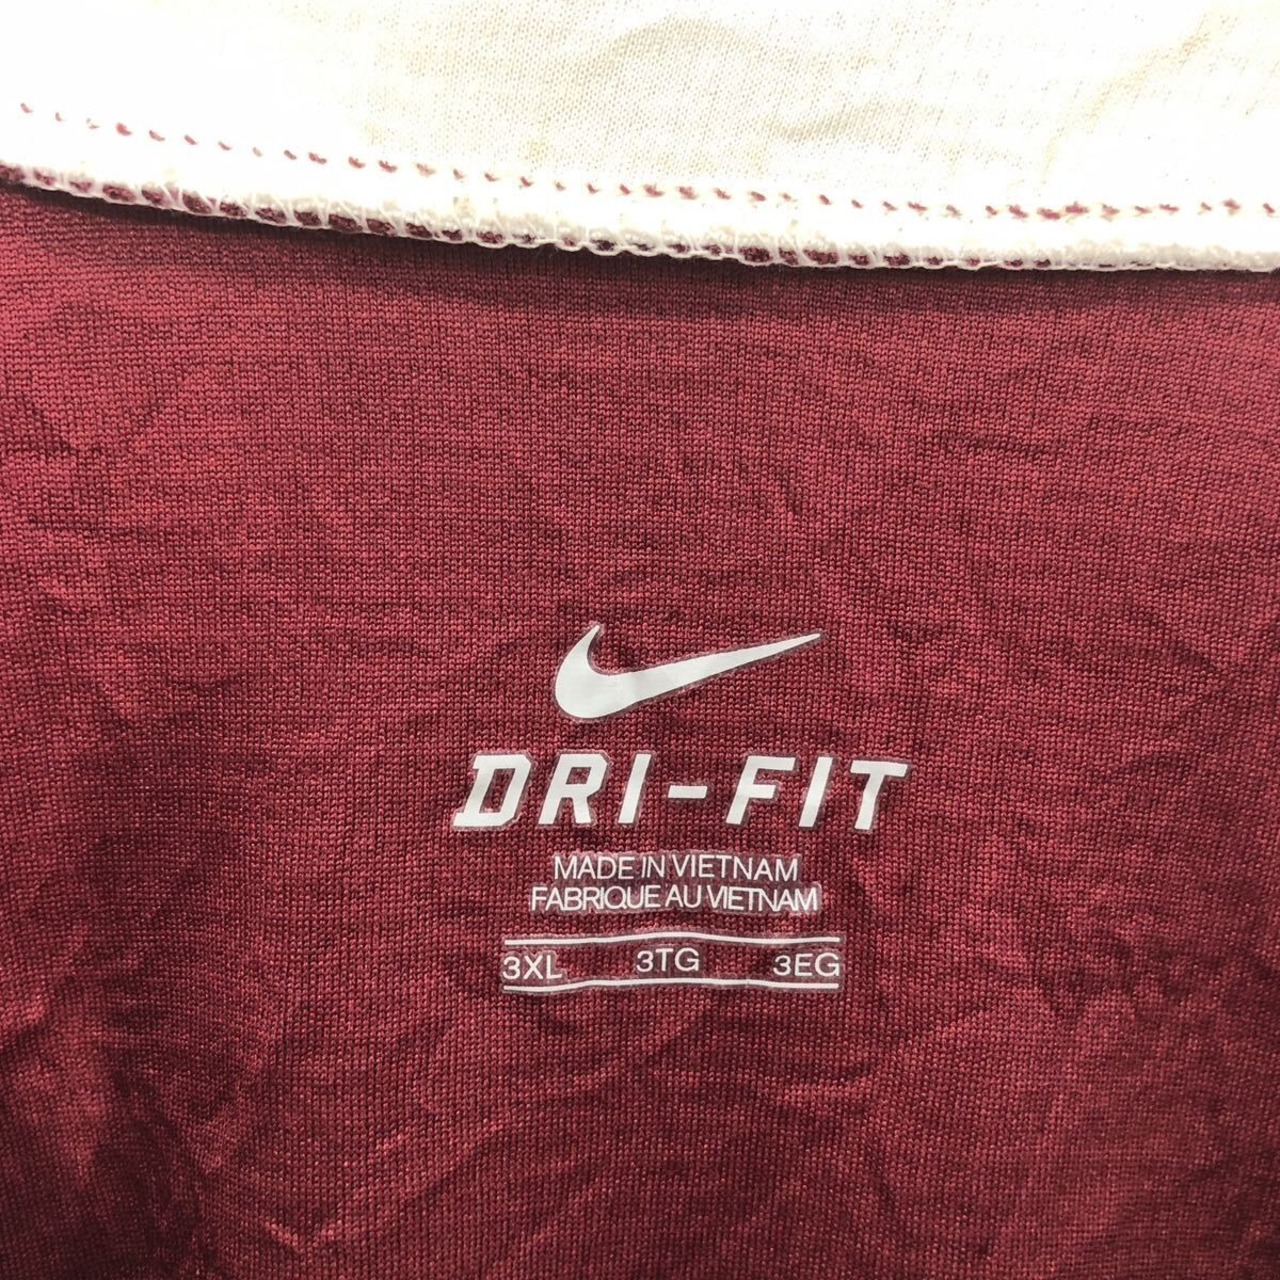 DRI-FIT
MADE IN VIETNAM
FABRIQUE AU VIETNAM
3XL 3TG 3EG